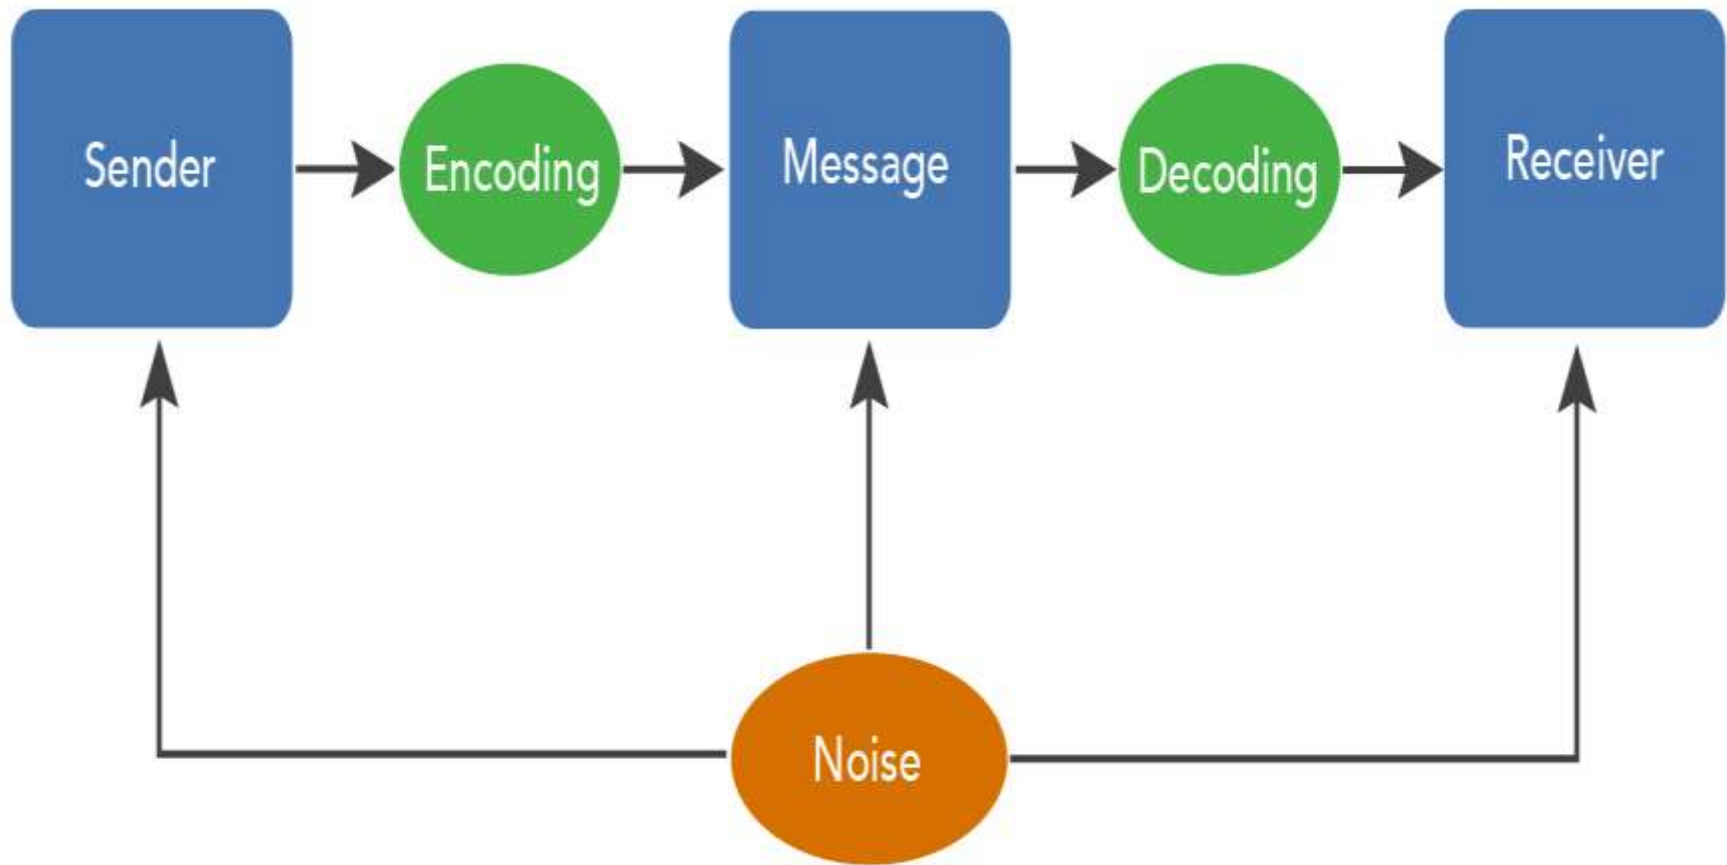 Sender
Encoding
Message
Decoding
Receiver
Noise